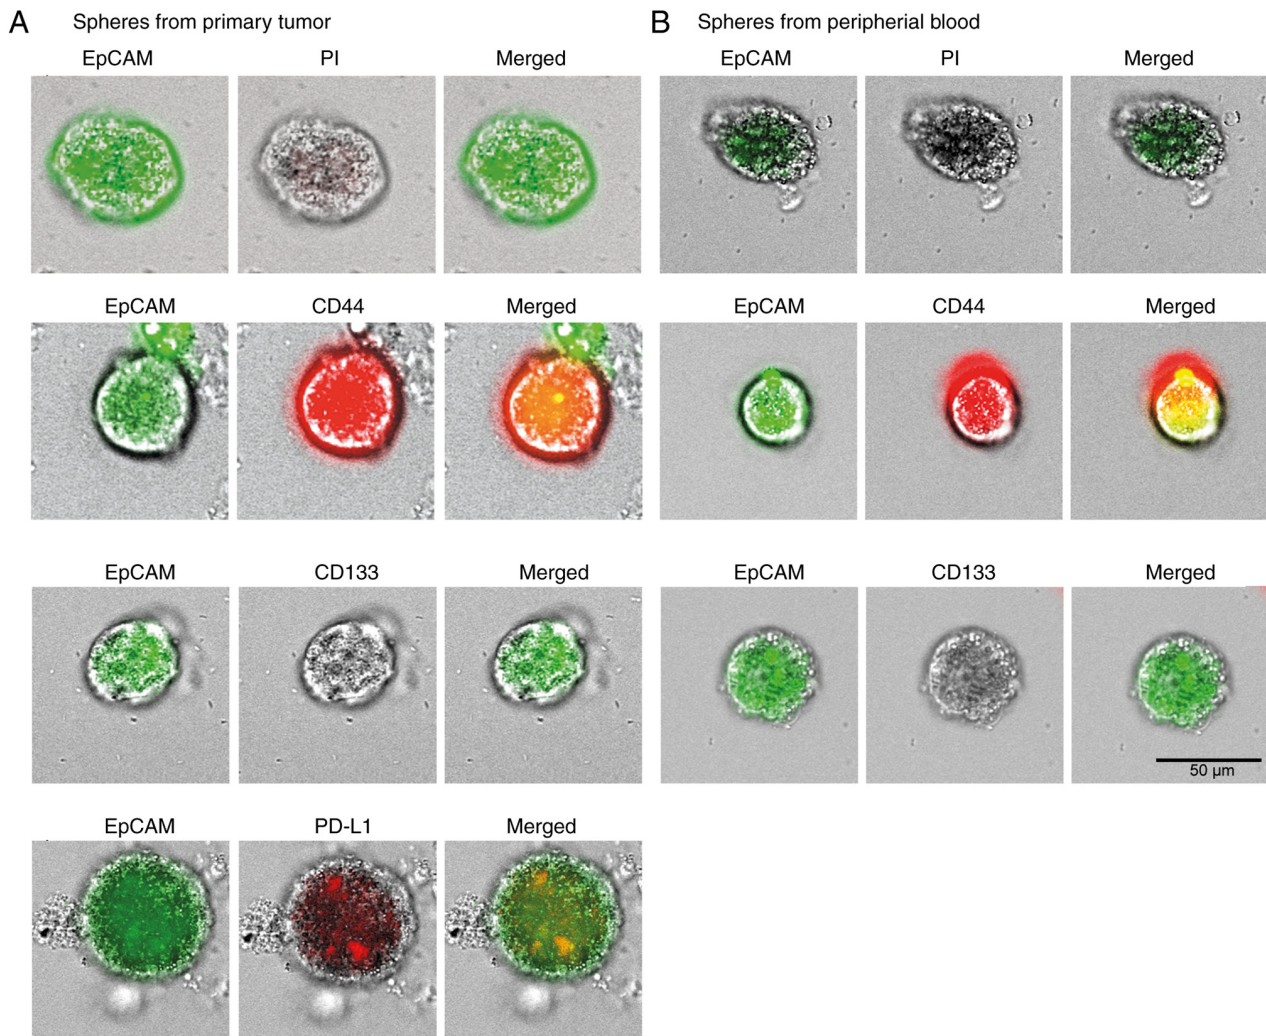 A Spheres from primary tumor
EpCAM PI Merged
EpCAM CD44 Merged
EpCAM CD133 Merged
EpCAM PD-L1 Merged
B Spheres from peripherial blood
EpCAM PI Merged
EpCAM CD44 Merged
EpCAM CD133 Merged
50 µm